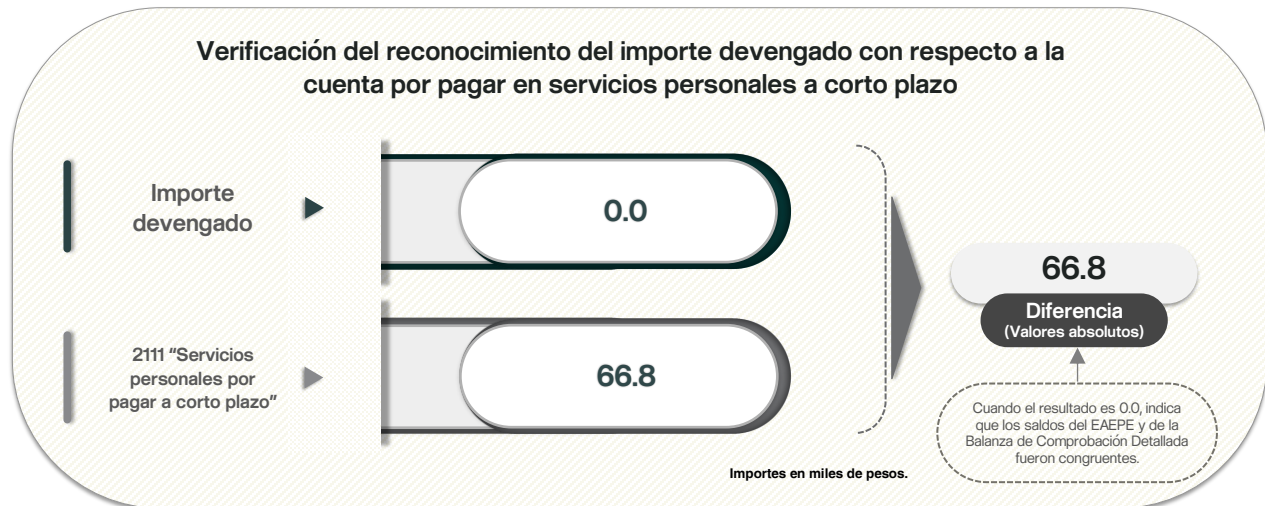 Verificación del reconocimiento del importe devengado con respecto a la
cuenta por pagar en servicios personales a corto plazo
Importe
devengado
0.0
2111 "Servicios
personales por
pagar a corto plazo"
66.8
66.8
Diferencia
(Valores absolutos)
Cuando el resultado es 0.0, indica
que los saldos del EAEPE y de la
Balanza de Comprobación Detallada
fueron congruentes.
Importes en miles de pesos.